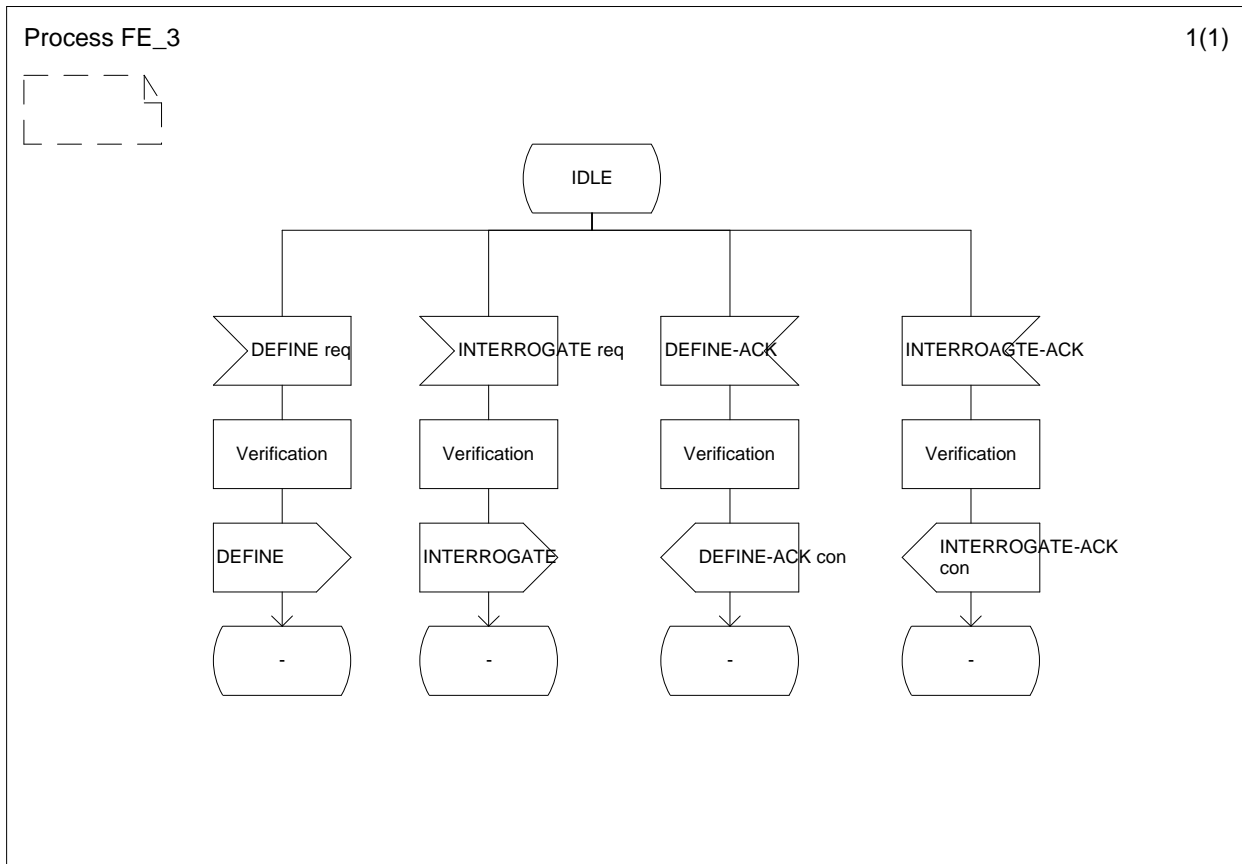 Process FE_3
1(1)
IDLE
DEFINE req
INTERROGATE req
DEFINE-ACK
INTERROAGTE-ACK
Verification
Verification
Verification
Verification
DEFINE
INTERROGATE
DEFINE-ACK con
INTERROGATE-ACK
con
-
-
-
-